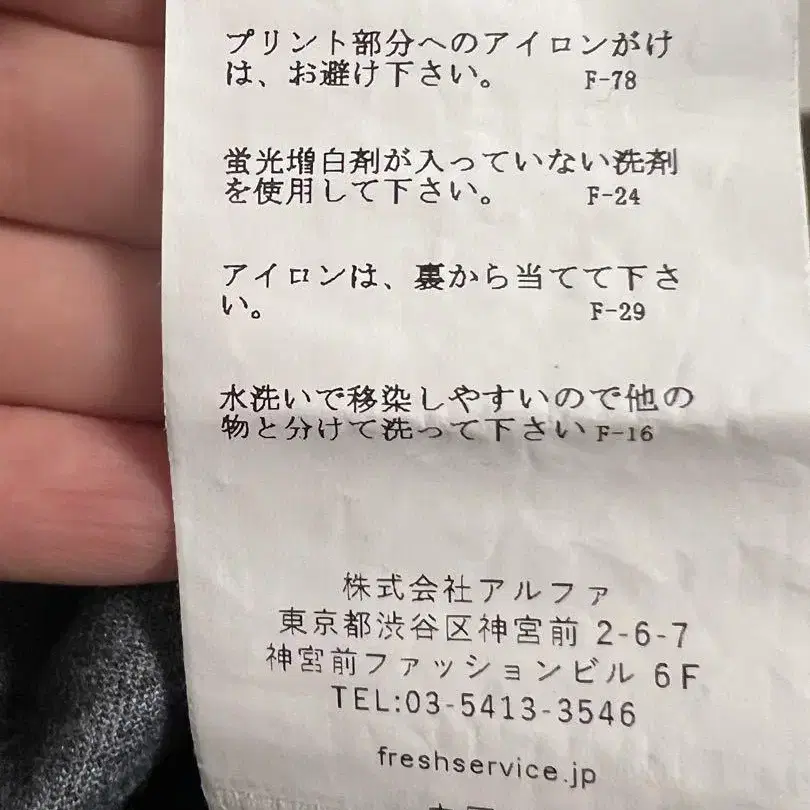 プリント部分へのアイロンがけ
は、お避け下さい。 F-78
蛍光増白剤が入っていない洗剤
を使用して下さい。 F-24
アイロンは、裏から当てて下さ
い。 F-29
水洗いで移染しやすいので他の
物と分けて洗って下さい F-16
株式会社アルファ
東京都渋谷区神宮前 2-6-7
神宮前ファッションビル 6F
TEL:03-5413-3546
freshservice.jp